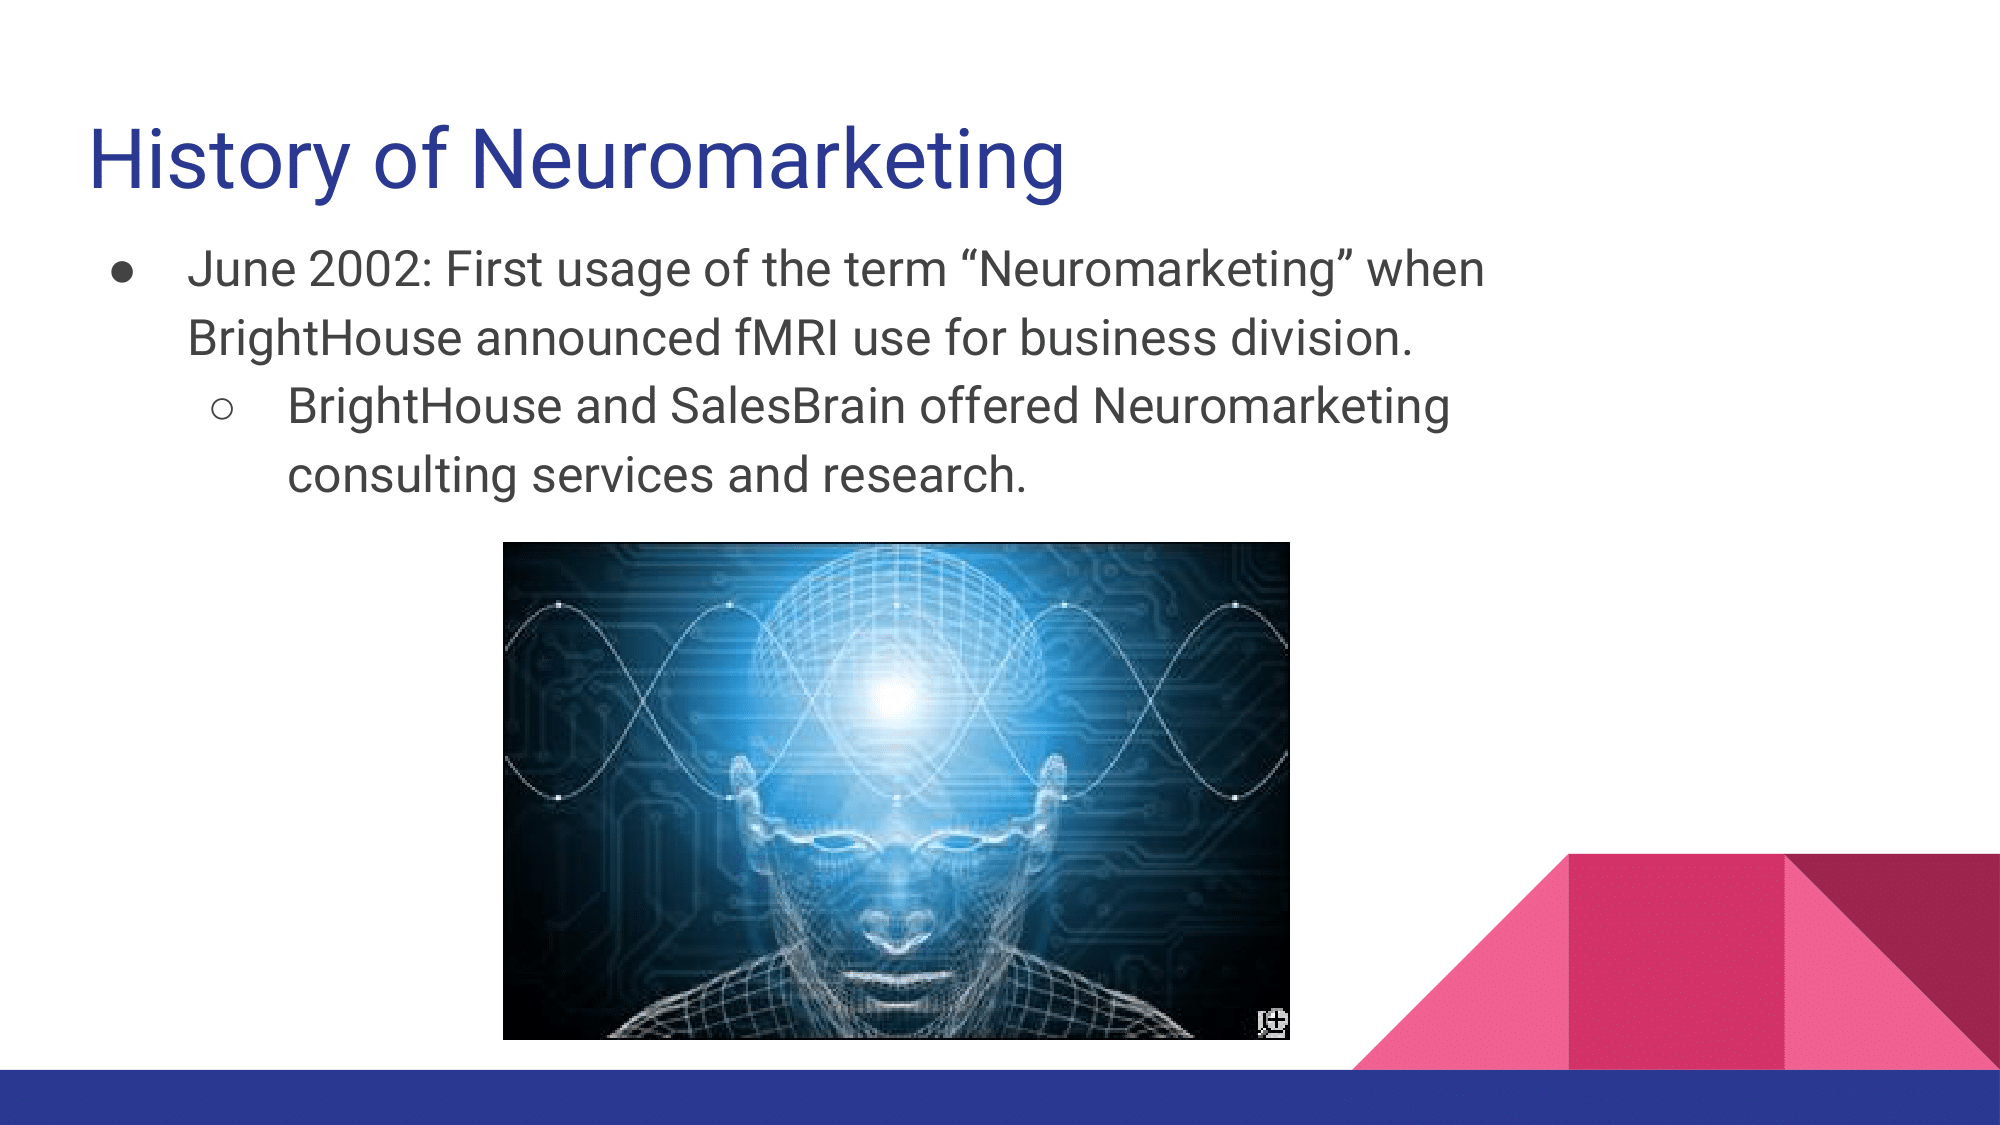 History of Neuromarketing
● June 2002: First usage of the term “Neuromarketing” when
BrightHouse announced fMRI use for business division.
○ BrightHouse and SalesBrain offered Neuromarketing
consulting services and research.